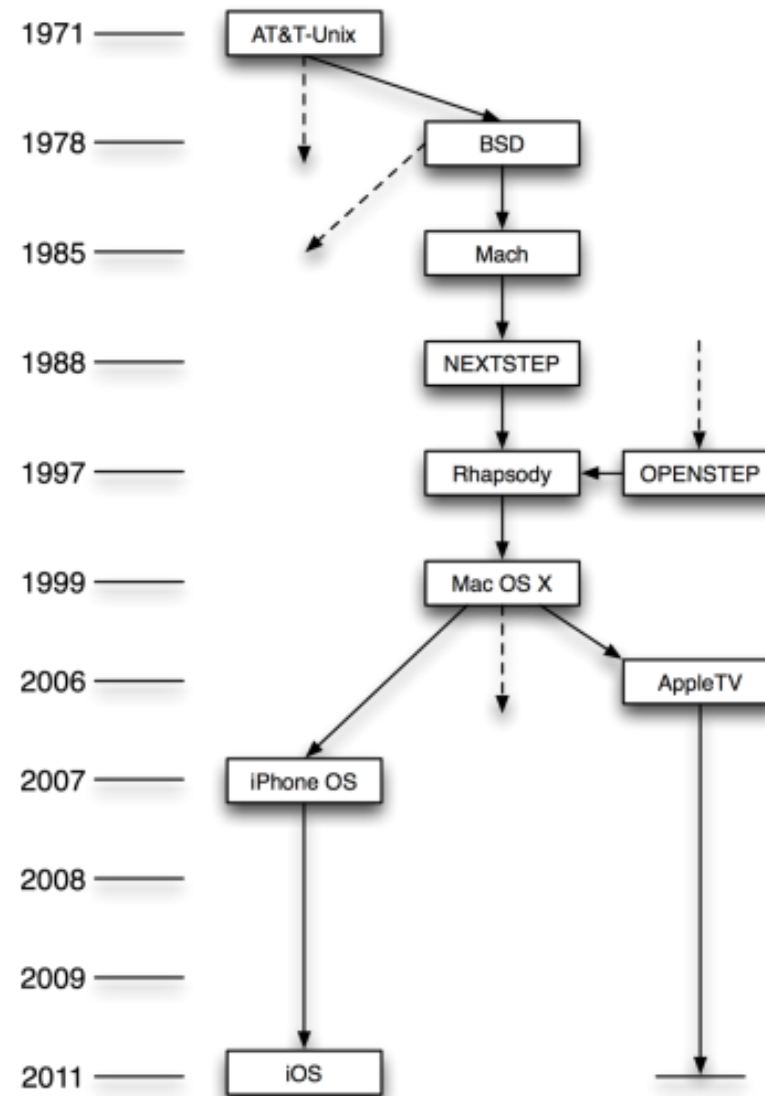 1971
AT&T-Unix
1978
BSD
1985
Mach
1988
NEXTSTEP
1997
Rhapsody
OPENSTEP
1999
Mac OS X
2006
AppleTV
2007
iPhone OS
2008
2009
2011
iOS